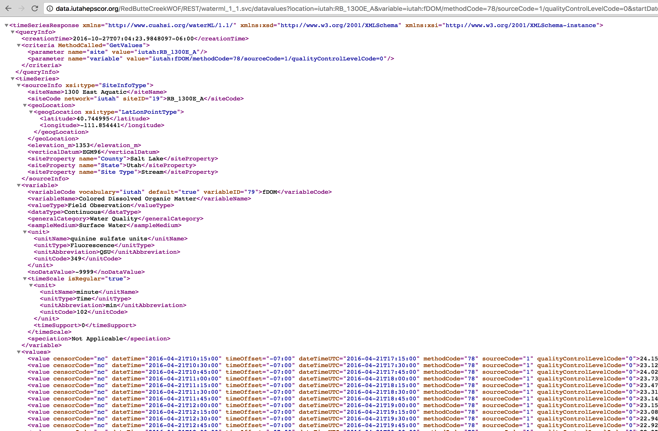 data.iutahepscor.org/RedButteCreekWOF/REST/waterml_1_1.svc/datavalues?location=iutah:RB_1300E_A&variable=iutah:fDOM/methodCode=78/sourceCode=1/qualityControlLevelCode=0&startDa
<timeSeriesResponse xmlns="http://www.cuahsi.org/waterML/1.1/" xmlns:xsd="http://www.w3.org/2001/XMLSchema" xmlns:xsi="http://www.w3.org/2001/XMLSchema-instance">
<queryInfo>
<creationTime>2016-10-27T07:04:23.9848097-06:00</creationTime>
<criteria MethodCalled="GetValues">
<parameter name="site" value="iutah:RB_1300E_A"/>
<parameter name="variable" value="iutah:fDOM/methodCode=78/sourceCode=1/qualityControlLevelCode=0"/>
</criteria>
</queryInfo>
<timeSeries>
<sourceInfo xsi:type="SiteInfoType">
<siteName>1300 East Aquatic</siteName>
<siteCode network="iutah" siteID="19">RB_1300E_A</siteCode>
<geoLocation>
<geogLocation xsi:type="LatLonPointType">
<latitude>40.744995</latitude>
<longitude>-111.854441</longitude>
</geogLocation>
</geoLocation>
<elevation_m>1353</elevation_m>
<verticalDatum>EGM96</verticalDatum>
<siteProperty name="County">Salt Lake</siteProperty>
<siteProperty name="State">Utah</siteProperty>
<siteProperty name="Site Type">Stream</siteProperty>
</sourceInfo>
<variable>
<variableCode vocabulary="iutah" default="true" variableID="79">fDOM</variableCode>
<variableName>Colored Dissolved Organic Matter</variableName>
<valueType>Field Observation</valueType>
<dataType>Continuous</dataType>
<generalCategory>Water Quality</generalCategory>
<sampleMedium>Surface Water</sampleMedium>
<unit>
<unitName>quinine sulfate units</unitName>
<unitType>Fluorescence</unitType>
<unitAbbreviation>QSU</unitAbbreviation>
<unitCode>349</unitCode>
</unit>
<noDataValue>-9999</noDataValue>
<timeScale isRegular="true">
<unit>
<unitName>minute</unitName>
<unitType>Time</unitType>
<unitAbbreviation>min</unitAbbreviation>
<unitCode>102</unitCode>
</unit>
<timeSupport>0</timeSupport>
</timeScale>
<speciation>Not Applicable</speciation>
</variable>
<values>
<value censorCode="nc" dateTime="2016-04-21T10:15:00" timeOffset="-07:00" dateTimeUTC="2016-04-21T17:15:00" methodCode="78" sourceCode="1" qualityControlLevelCode="0">24.15
<value censorCode="nc" dateTime="2016-04-21T10:30:00" timeOffset="-07:00" dateTimeUTC="2016-04-21T17:30:00" methodCode="78" sourceCode="1" qualityControlLevelCode="0">23.12
<value censorCode="nc" dateTime="2016-04-21T10:45:00" timeOffset="-07:00" dateTimeUTC="2016-04-21T17:45:00" methodCode="78" sourceCode="1" qualityControlLevelCode="0">24.02
<value censorCode="nc" dateTime="2016-04-21T11:00:00" timeOffset="-07:00" dateTimeUTC="2016-04-21T18:00:00" methodCode="78" sourceCode="1" qualityControlLevelCode="0">23.73
<value censorCode="nc" dateTime="2016-04-21T11:15:00" timeOffset="-07:00" dateTimeUTC="2016-04-21T18:15:00" methodCode="78" sourceCode="1" qualityControlLevelCode="0">23.47
<value censorCode="nc" dateTime="2016-04-21T11:30:00" timeOffset="-07:00" dateTimeUTC="2016-04-21T18:30:00" methodCode="78" sourceCode="1" qualityControlLevelCode="0">23.31
<value censorCode="nc" dateTime="2016-04-21T11:45:00" timeOffset="-07:00" dateTimeUTC="2016-04-21T18:45:00" methodCode="78" sourceCode="1" qualityControlLevelCode="0">23.14
<value censorCode="nc" dateTime="2016-04-21T12:00:00" timeOffset="-07:00" dateTimeUTC="2016-04-21T19:00:00" methodCode="78" sourceCode="1" qualityControlLevelCode="0">23.15
<value censorCode="nc" dateTime="2016-04-21T12:15:00" timeOffset="-07:00" dateTimeUTC="2016-04-21T19:15:00" methodCode="78" sourceCode="1" qualityControlLevelCode="0">23.08
<value censorCode="nc" dateTime="2016-04-21T12:30:00" timeOffset="-07:00" dateTimeUTC="2016-04-21T19:30:00" methodCode="78" sourceCode="1" qualityControlLevelCode="0">22.94
<value censorCode="nc" dateTime="2016-04-21T12:45:00" timeOffset="-07:00" dateTimeUTC="2016-04-21T19:45:00" methodCode="78" sourceCode="1" qualityControlLevelCode="0">22.92